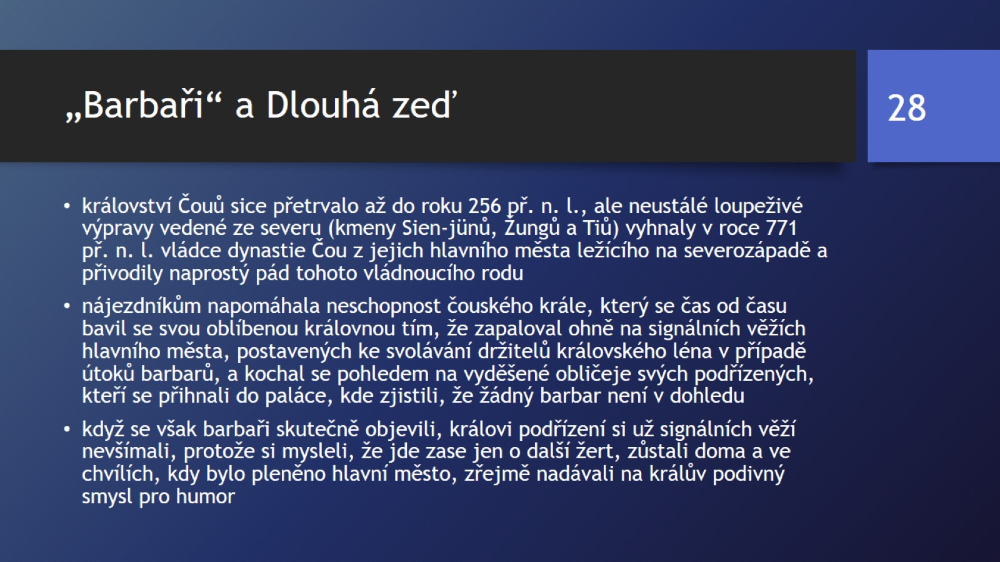 „Barbaři“ a Dlouhá zeď
28
• království Čouů sice přetrvalo až do roku 256 př. n. l., ale neustálé loupeživé
výpravy vedené ze severu (kmeny Sien-jünů, Žungů a Tiů) vyhnaly v roce 771
př. n. l. vládce dynastie Čou z jejich hlavního města ležícího na severozápadě a
přivodily naprostý pád tohoto vládnoucího rodu
• nájezdníkům napomáhala neschopnost čouského krále, který se čas od času
bavil se svou oblíbenou královnou tím, že zapaloval ohně na signálních věžích
hlavního města, postavených ke svolávání držitelů královského léna v případě
útoků barbarů, a kochal se pohledem na vyděšené obličeje svých podřízených,
kteří se přihnali do paláce, kde zjistili, že žádný barbar není v dohledu
• když se však barbaři skutečně objevili, královi podřízení si už signálních věží
nevšímali, protože si mysleli, že jde zase jen o další žert, zůstali doma a ve
chvílích, kdy bylo pleněno hlavní město, zřejmě nadávali na králův podivný
smysl pro humor